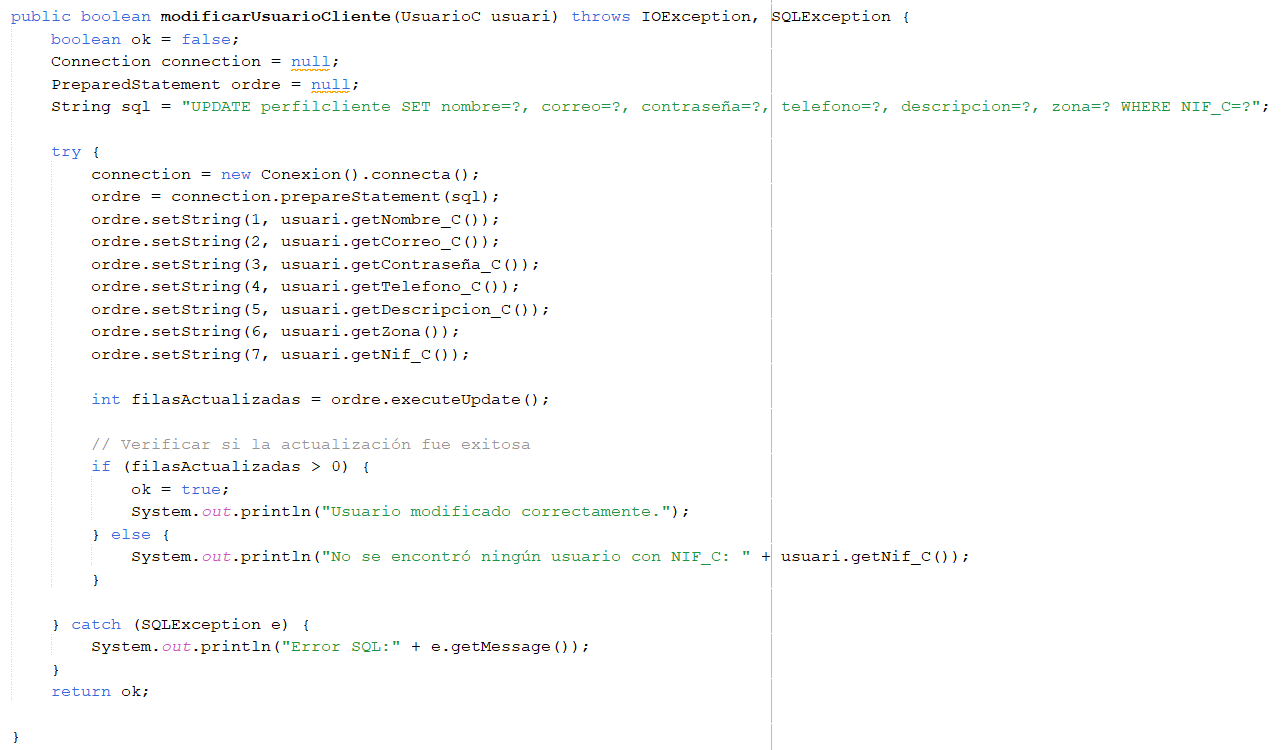 public boolean modificarUsuarioCliente(UsuarioC usuari) throws IOException, SQLException {
    boolean ok = false;
    Connection connection = null;
    PreparedStatement ordre = null;
    String sql = "UPDATE perfilcliente SET nombre=?, correo=?, contraseña=?, telefono=?, descripcion=?, zona=? WHERE NIF_C=?";

    try {
        connection = new Conexion().connecta();
        ordre = connection.prepareStatement(sql);
        ordre.setString(1, usuari.getNombre_C());
        ordre.setString(2, usuari.getCorreo_C());
        ordre.setString(3, usuari.getContraseña_C());
        ordre.setString(4, usuari.getTelefono_C());
        ordre.setString(5, usuari.getDescripcion_C());
        ordre.setString(6, usuari.getZona());
        ordre.setString(7, usuari.getNif_C());

        int filasActualizadas = ordre.executeUpdate();

        // Verificar si la actualización fue exitosa
        if (filasActualizadas > 0) {
            ok = true;
            System.out.println("Usuario modificado correctamente.");
        } else {
            System.out.println("No se encontró ningún usuario con NIF_C: " + usuari.getNif_C());
        }

    } catch (SQLException e) {
        System.out.println("Error SQL:" + e.getMessage());
    }
    return ok;

}